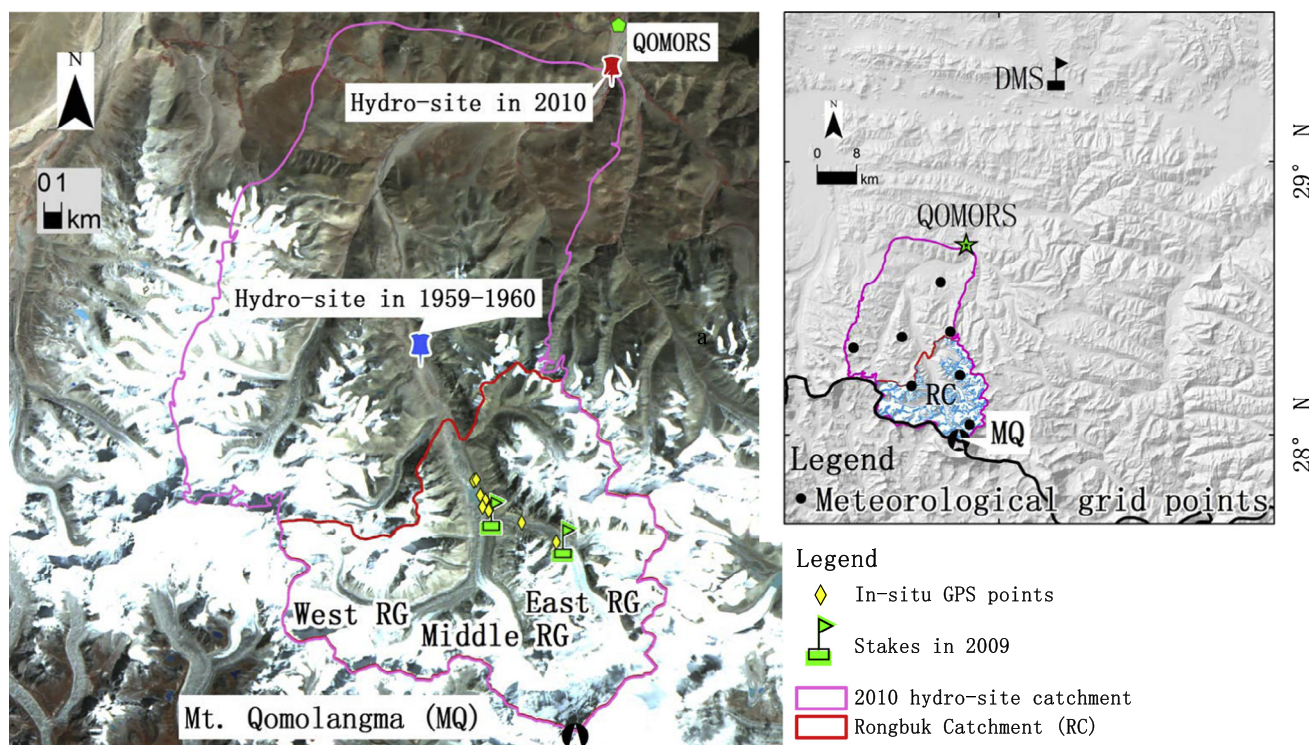 N
QOMORS
Hydro-site in 2010
0 1
km
Hydro-site in 1959-1960
a
West RG
Middle RG
East RG
Mt. Qomolangma (MQ)
DMS
N
0 8
km
QOMORS
RC
MQ
Legend
Meteorological grid points
29° N
28° N
Legend
In-situ GPS points
Stakes in 2009
2010 hydro-site catchment
Rongbuk Catchment (RC)